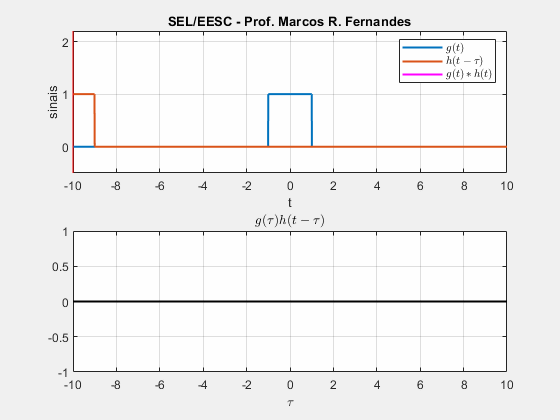 SEL/EESC - Prof. Marcos R. Fernandes
g(t)
h(t − τ)
g(t) ∗ h(t)
sinais
2
1
0
-10 -8 -6 -4 -2 0 2 4 6 8 10
t
g(τ)h(t − τ)
1
0.5
0
-0.5
-1
-10 -8 -6 -4 -2 0 2 4 6 8 10
τ